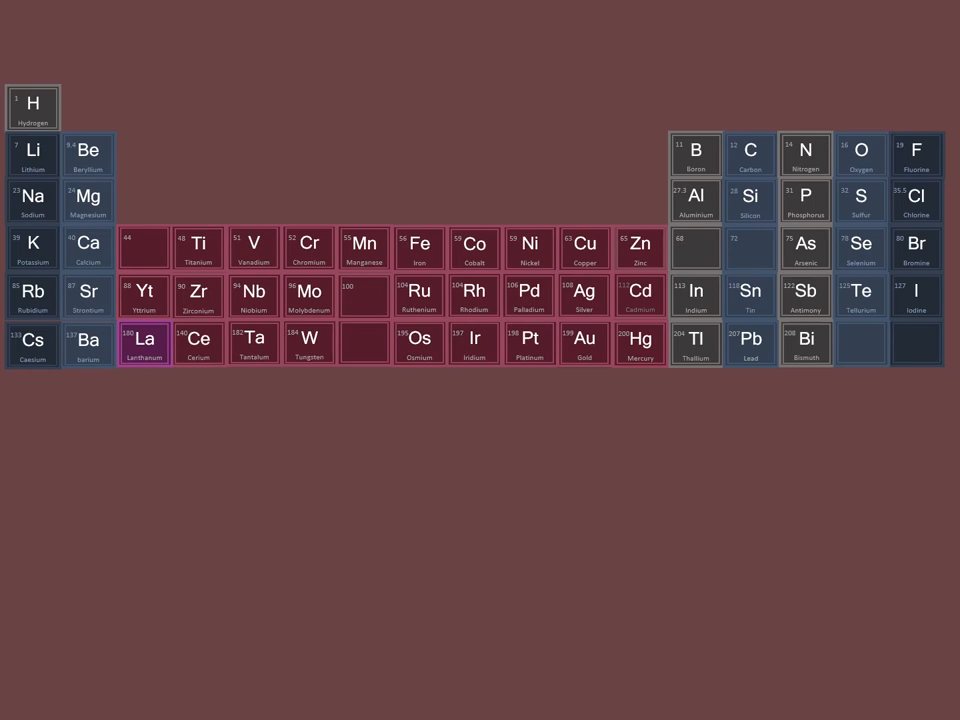 1 H
Hydrogen
7 Li 9.4 Be 11 B 12 C 14 N 16 O 19 F
Lithium Beryllium Boron Carbon Nitrogen Oxygen Fluorine
23 Na 24 Mg 27.3 Al 28 Si 31 P 32 S 35.5 Cl
Sodium Magnesium Aluminium Silicon Phosphorus Sulfur Chlorine
39 K 40 Ca 44 48 Ti 51 V 52 Cr 55 Mn 56 Fe 59 Co 59 Ni 63 Cu 65 Zn 68 72 75 As 78 Se 80 Br
Potassium Calcium Titanium Vanadium Chromium Manganese Iron Cobalt Nickel Copper Zinc Arsenic Selenium Bromine
85 Rb 87 Sr 88 Yt 90 Zr 94 Nb 96 Mo 100 104 Ru 104 Rh 106 Pd 108 Ag 112 Cd 113 In 118 Sn 122 Sb 125 Te 127 I
Rubidium Strontium Yttrium Zirconium Niobium Molybdenum Ruthenium Rhodium Palladium Silver Cadmium Indium Tin Antimony Tellurium Iodine
133 Cs 137 Ba 180 La 140 Ce 182 Ta 184 W 195 Os 197 Ir 198 Pt 199 Au 200 Hg 204 Tl 207 Pb 208 Bi
Caesium barium Lanthanum Cerium Tantalum Tungsten Osmium Iridium Platinum Gold Mercury Thallium Lead Bismuth